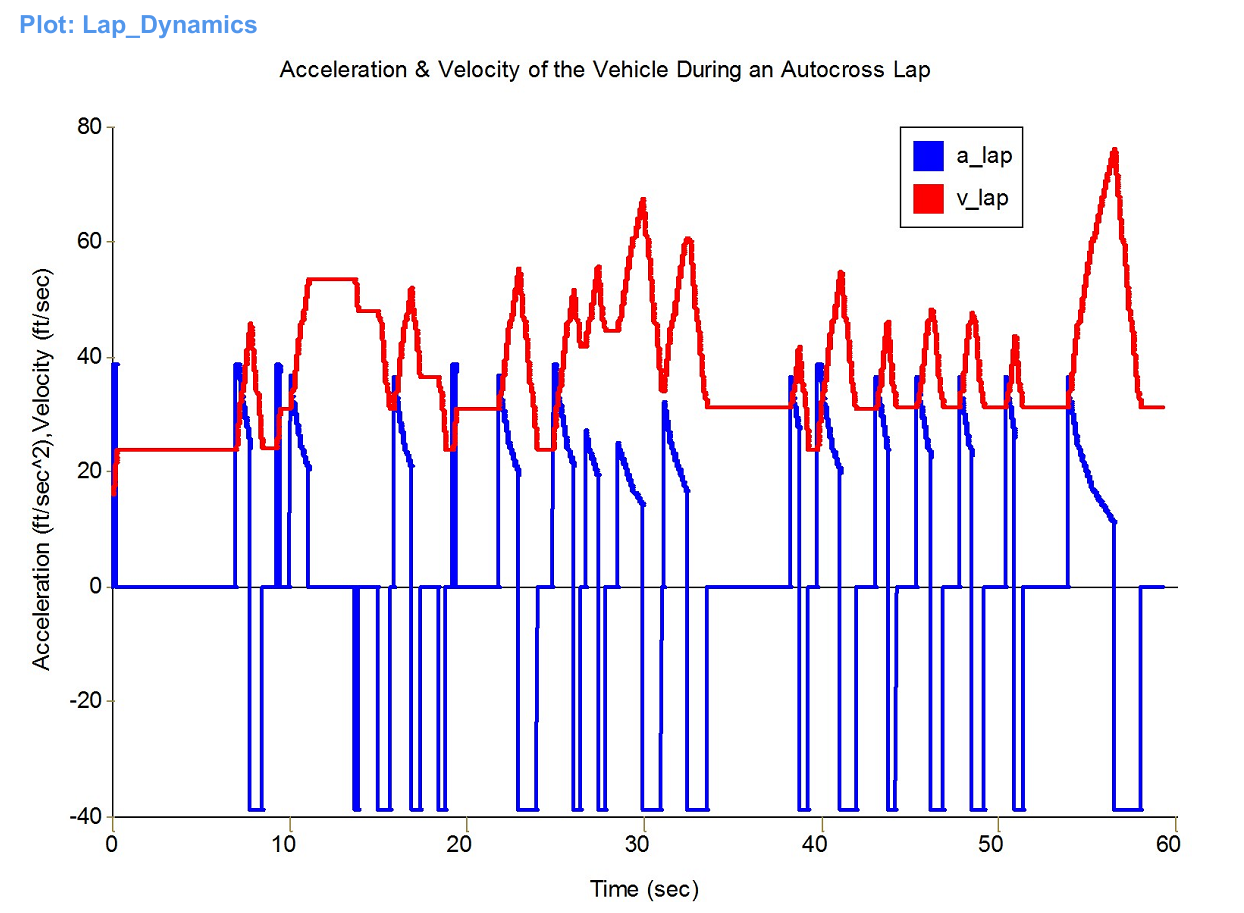 Plot: Lap_Dynamics
Acceleration & Velocity of the Vehicle During an Autocross Lap
Acceleration (ft/sec^2),Velocity (ft/sec)
80
60
40
20
0
-20
-40
a_lap
v_lap
0 10 20 30 40 50 60
Time (sec)